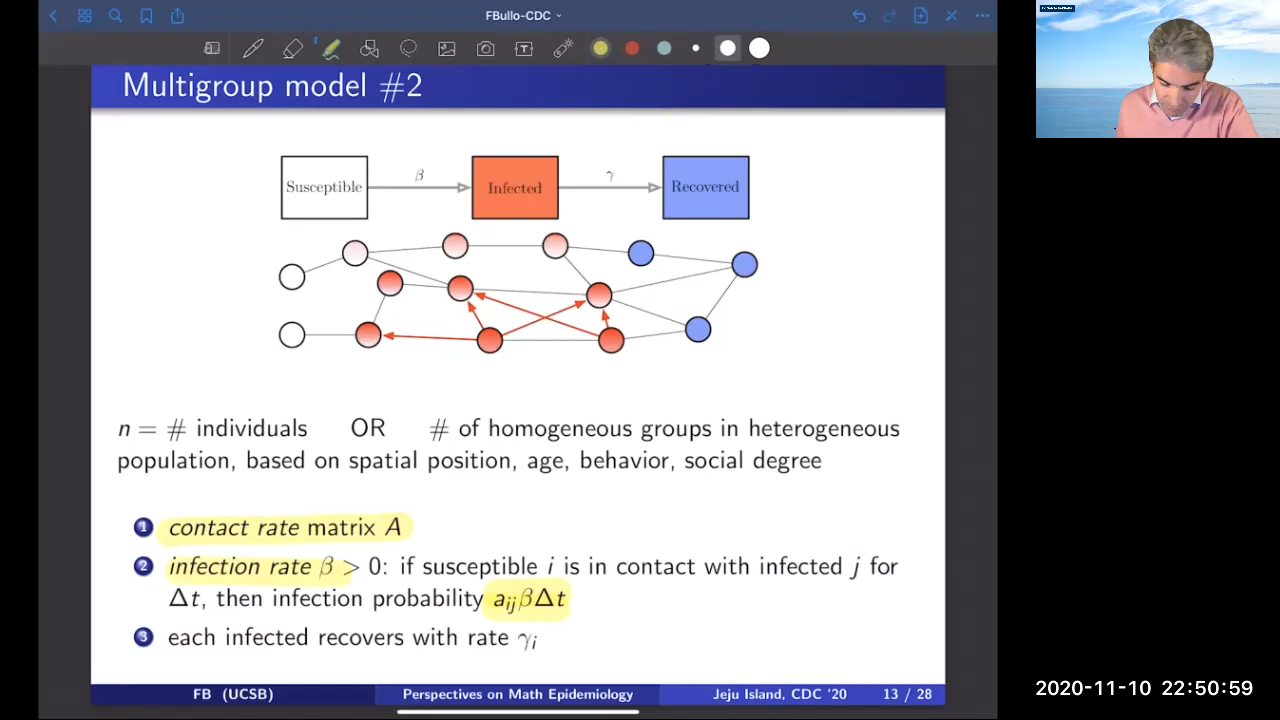 FBullo-CDC
Multigroup model #2
Susceptible
β
Infected
γ
Recovered
n = # individuals OR # of homogeneous groups in heterogeneous
population, based on spatial position, age, behavior, social degree
1 contact rate matrix A
2 infection rate β > 0: if susceptible i is in contact with infected j for
Δt, then infection probability a_ij βΔt
3 each infected recovers with rate γ_i
FB (UCSB) Perspectives on Math Epidemiology Jeju Island, CDC '20 13 / 28
2020-11-10 22:50:59